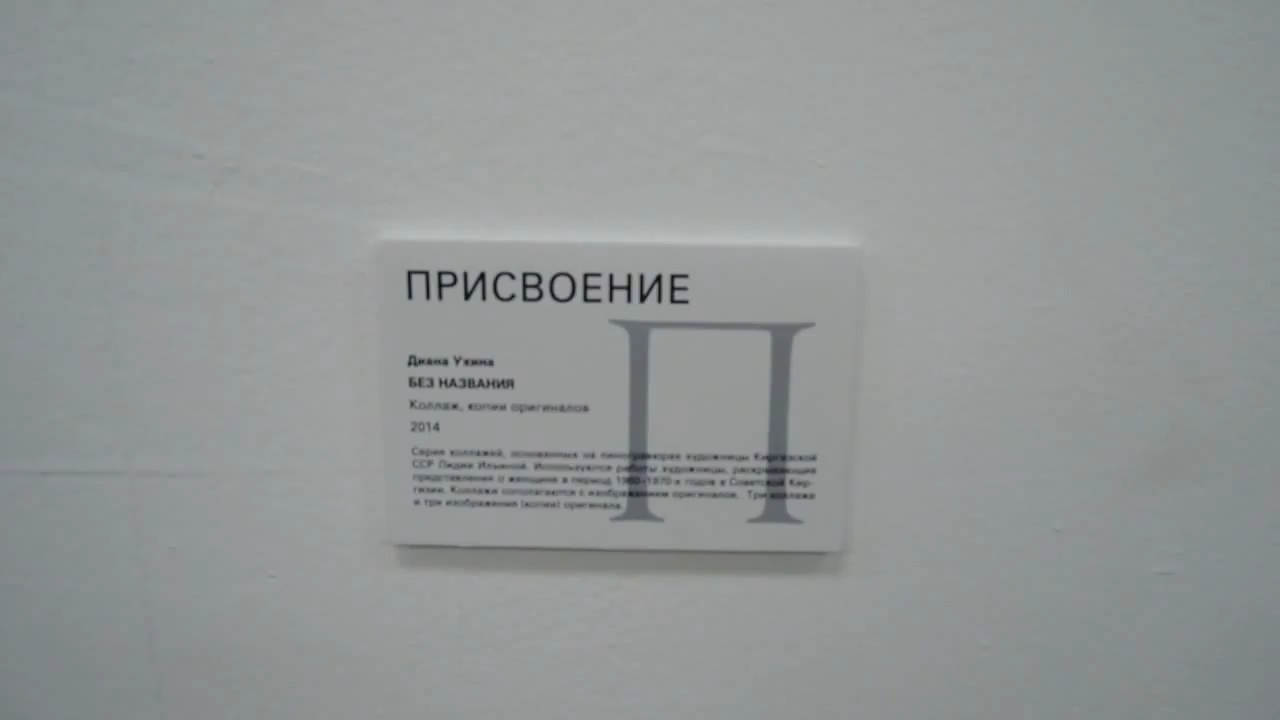 ПРИСВОЕНИЕ
П
Диана Ухина
БЕЗ НАЗВАНИЯ
Коллаж, копии оригиналов
2014
Серия коллажей, основанных на линогравюрах художницы Киргизской
ССР Лидии Ильиной. Используются работы художницы, раскрывающие
представления о женщине в период 1960-1970-х годов в Советской Кир-
гизии. Коллажи сополагаются с изображением оригиналов. Три коллажа
и три изображения (копии) оригинала.